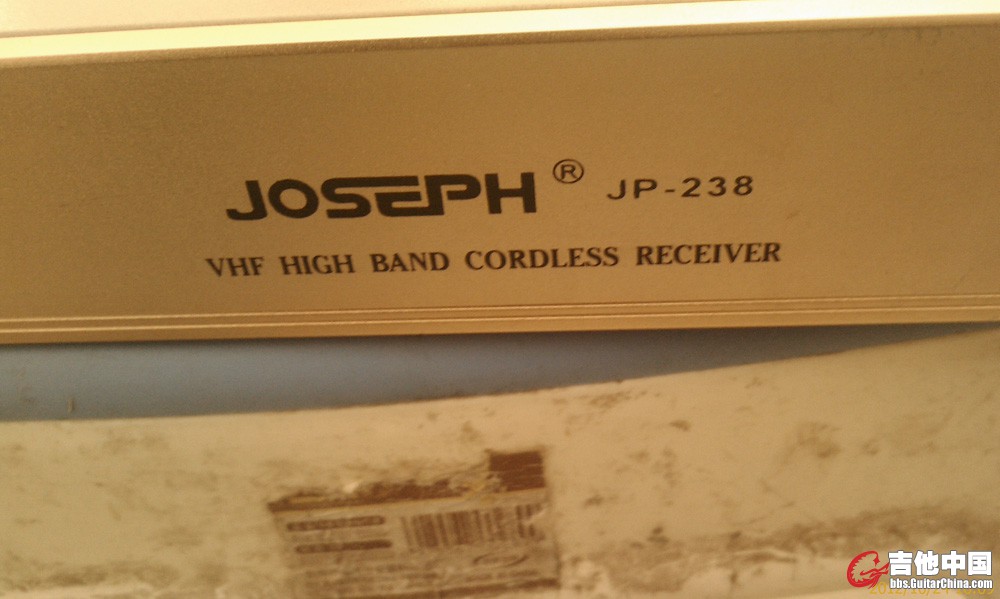 JOSEPH® JP-238
VHF HIGH BAND CORDLESS RECEIVER
吉他中国
bbs.GuitarChina.com